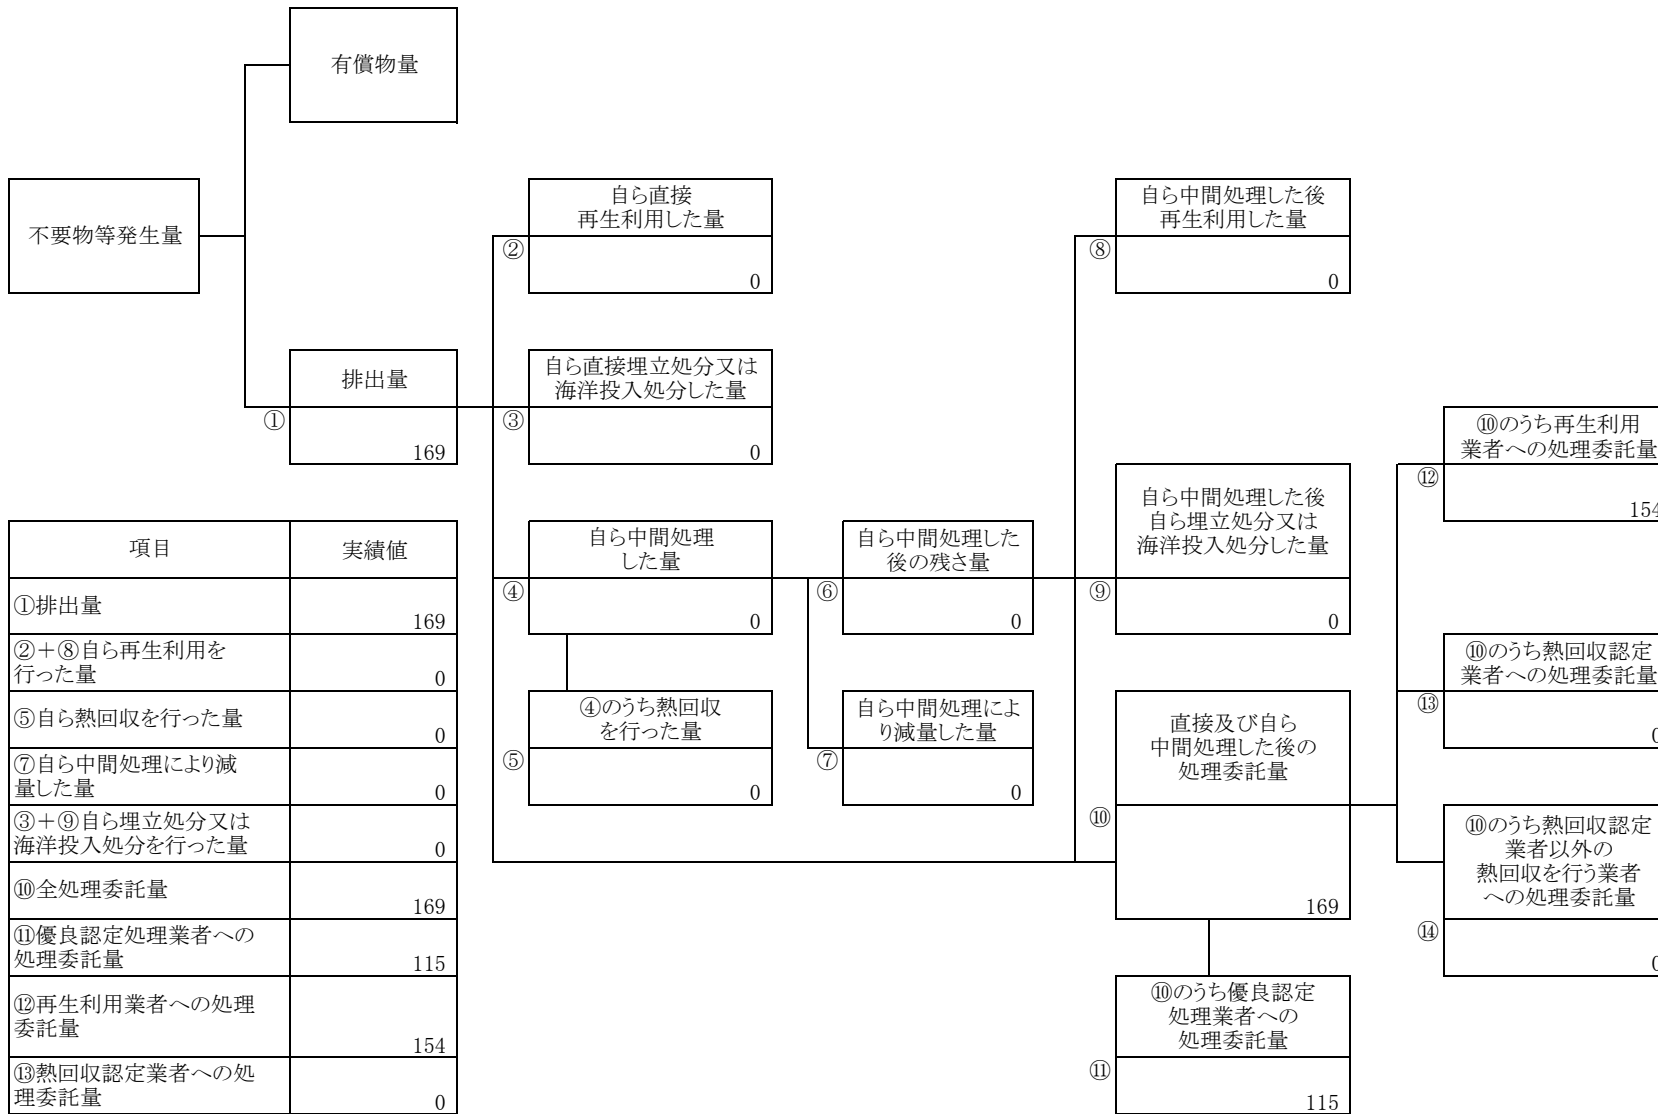 有償物量
不要物等発生量
自ら直接
再生利用した量
②
0
自ら中間処理した後
再生利用した量
⑧
0
排出量
①
169
自ら直接埋立処分又は
海洋投入処分した量
③
0
自ら中間処理
した量
④
0
自ら中間処理した
後の残さ量
⑥
0
自ら中間処理した後
自ら埋立処分又は
海洋投入処分した量
⑨
0
④のうち熱回収
を行った量
⑤
0
自ら中間処理によ
り減量した量
⑦
0
直接及び自ら
中間処理した後の
処理委託量
⑩
169
⑩のうち優良認定
処理業者への
処理委託量
⑪
115
⑩のうち再生利用
業者への処理委託量
⑫
154
⑩のうち熱回収認定
業者への処理委託量
⑬
0
⑩のうち熱回収認定
業者以外の
熱回収を行う業者
への処理委託量
⑭
0
項目 実績値
①排出量
169
②+⑧自ら再生利用を
行った量
0
⑤自ら熱回収を行った量
0
⑦自ら中間処理により減
量した量
0
③+⑨自ら埋立処分又は
海洋投入処分を行った量
0
⑩全処理委託量
169
⑪優良認定処理業者への
処理委託量
115
⑫再生利用業者への処理
委託量
154
⑬熱回収認定業者への処
理委託量
0